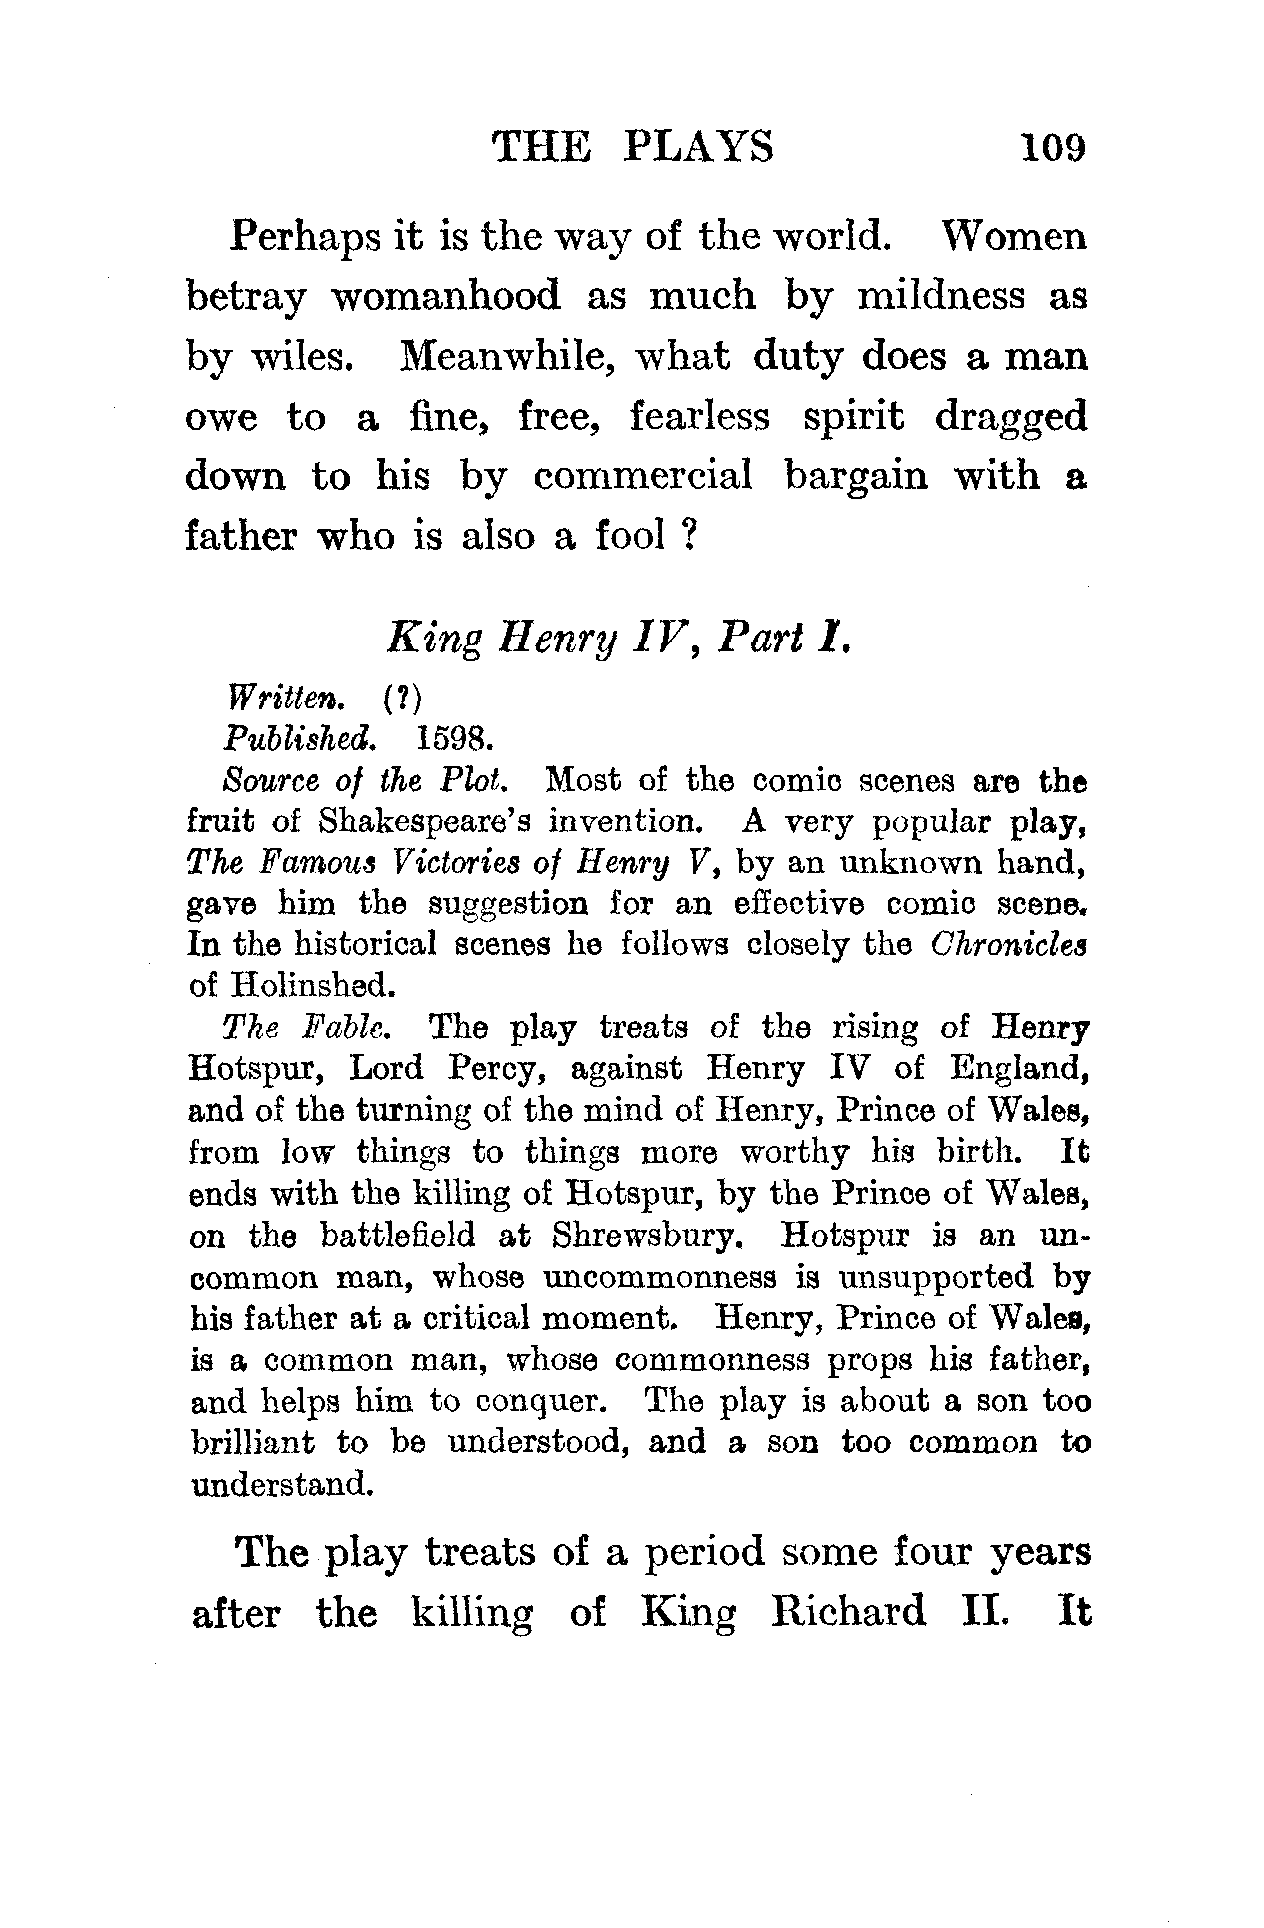 THE PLAYS 109
Perhaps it is the way of the world. Women
betray womanhood as much by mildness as
by wiles. Meanwhile, what duty does a man
owe to a fine, free, fearless spirit dragged
down to his by commercial bargain with a
father who is also a fool ?
King Henry IV, Part I.
Written. (?)
Published. 1598.
Source of the Plot. Most of the comic scenes are the
fruit of Shakespeare's invention. A very popular play,
The Famous Victories of Henry V, by an unknown hand,
gave him the suggestion for an effective comic scene.
In the historical scenes he follows closely the Chronicles
of Holinshed.
The Fable. The play treats of the rising of Henry
Hotspur, Lord Percy, against Henry IV of England,
and of the turning of the mind of Henry, Prince of Wales,
from low things to things more worthy his birth. It
ends with the killing of Hotspur, by the Prince of Wales,
on the battlefield at Shrewsbury. Hotspur is an un-
common man, whose uncommonness is unsupported by
his father at a critical moment. Henry, Prince of Wales,
is a common man, whose commonness props his father,
and helps him to conquer. The play is about a son too
brilliant to be understood, and a son too common to
understand.
The play treats of a period some four years
after the killing of King Richard II. It